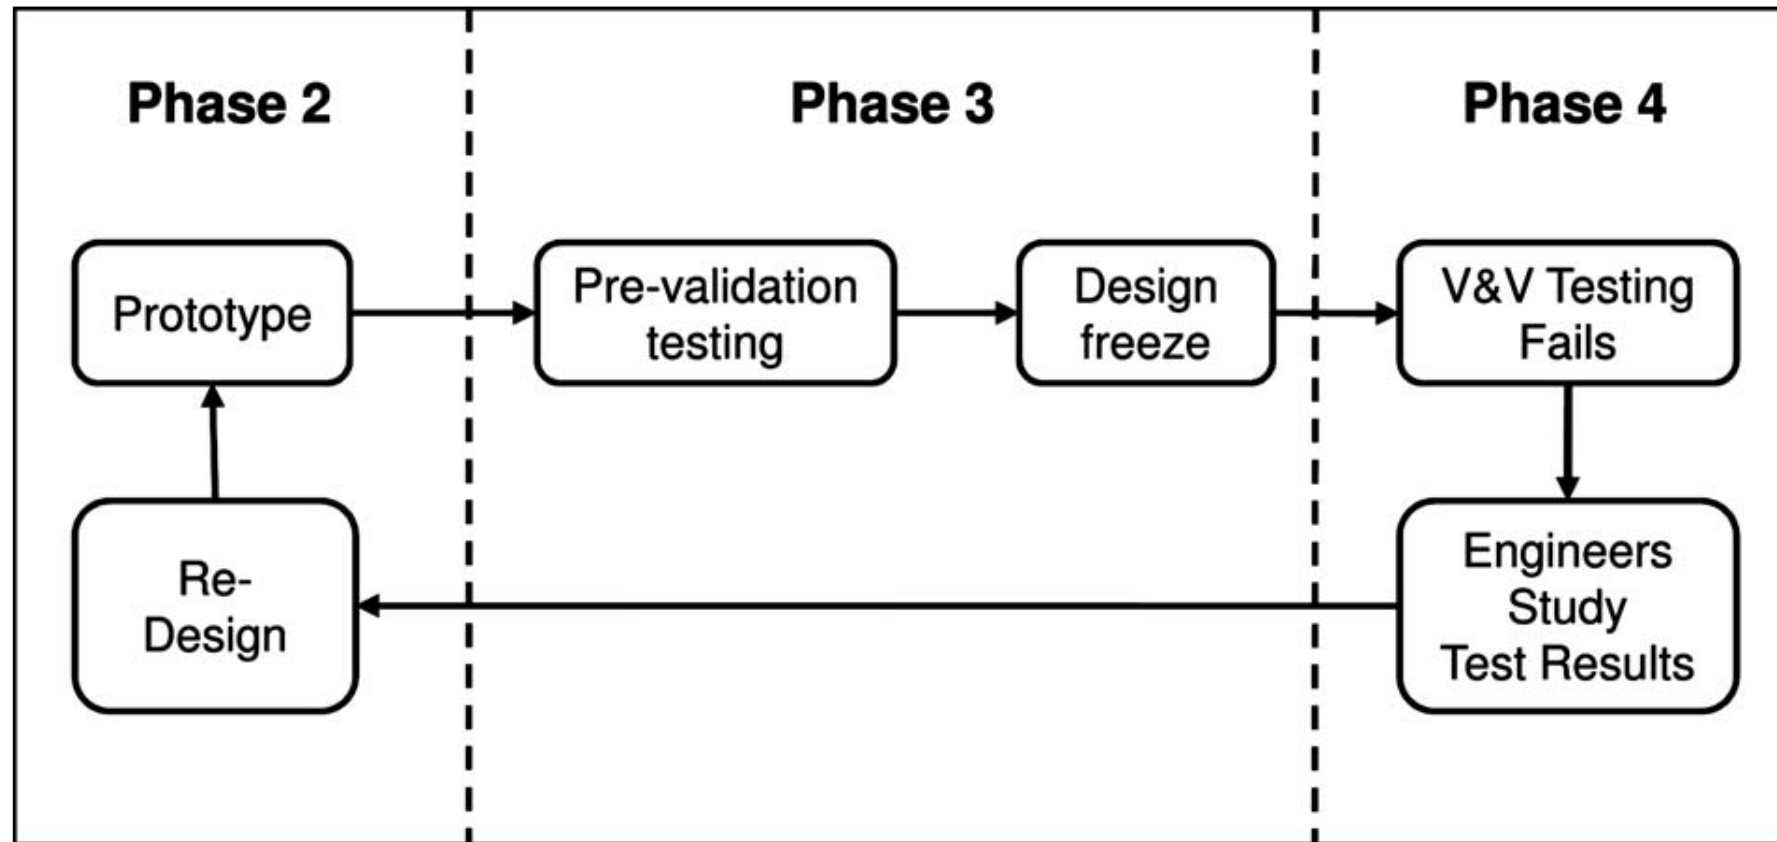 Phase 2
Phase 3
Phase 4
Prototype
Pre-validation
testing
Design
freeze
V&V Testing
Fails
Re-
Design
Engineers
Study
Test Results